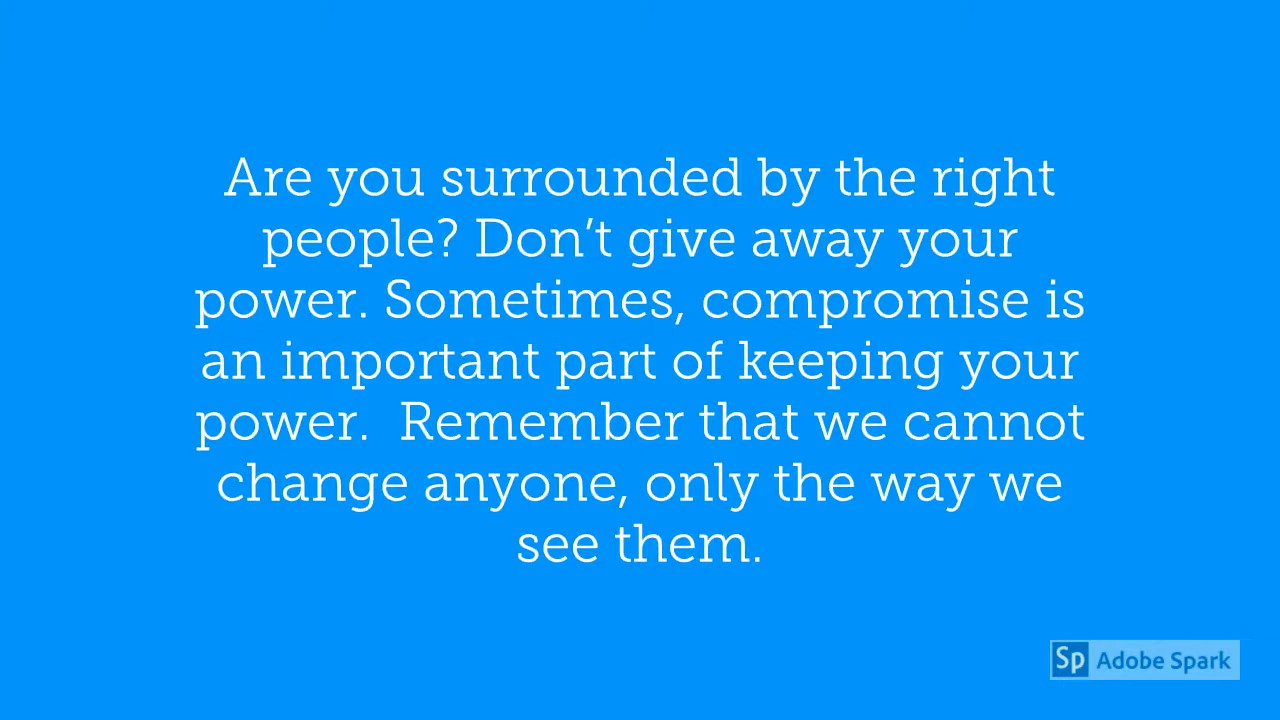 Are you surrounded by the right
people? Don’t give away your
power. Sometimes, compromise is
an important part of keeping your
power.  Remember that we cannot
change anyone, only the way we
see them.
Sp Adobe Spark